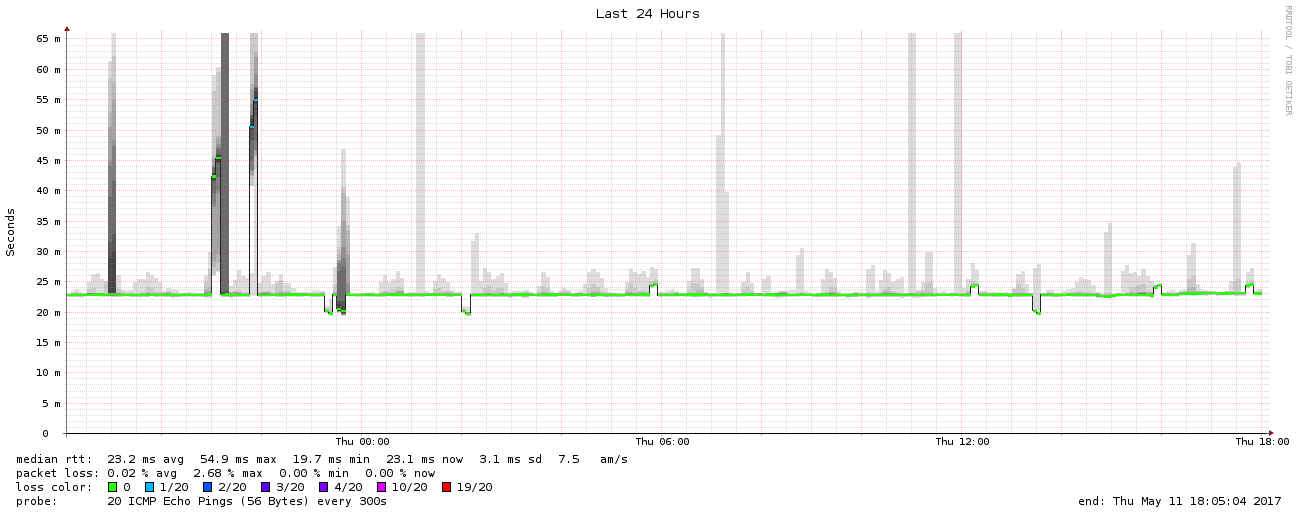 Last 24 Hours
RRDTOOL / TOBI OETIKER
Seconds
65 m
60 m
55 m
50 m
45 m
40 m
35 m
30 m
25 m
20 m
15 m
10 m
5 m
0
Thu 00:00 Thu 06:00 Thu 12:00 Thu 18:00
median rtt: 23.2 ms avg 54.9 ms max 19.7 ms min 23.1 ms now 3.1 ms sd 7.5 am/s
packet loss: 0.02 % avg 2.68 % max 0.00 % min 0.00 % now
loss color: 0 1/20 2/20 3/20 4/20 10/20 19/20
probe: 20 ICMP Echo Pings (56 Bytes) every 300s end: Thu May 11 18:05:04 2017